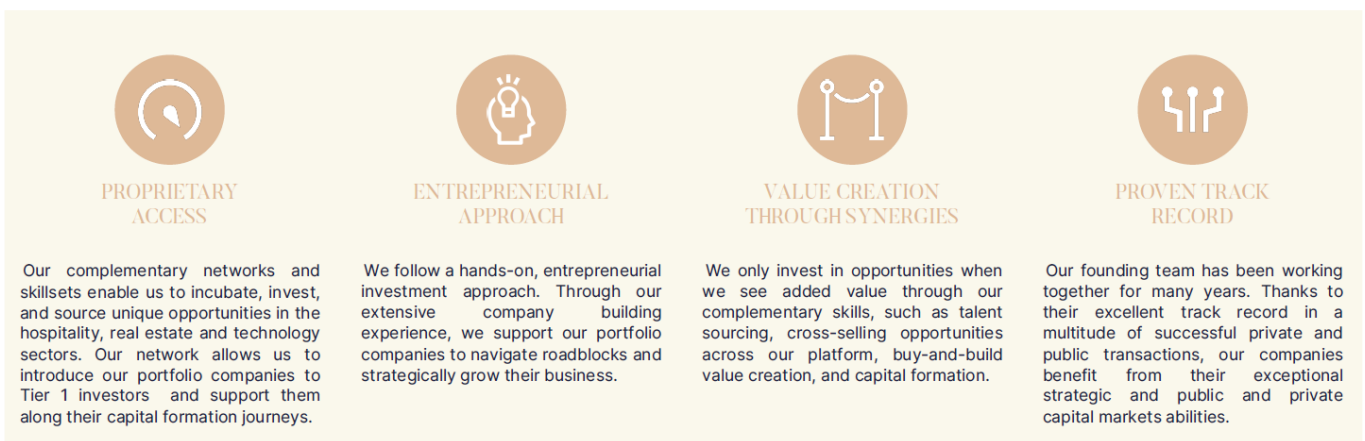 PROPRIETARY
ACCESS
Our complementary networks and
skillsets enable us to incubate, invest,
and source unique opportunities in the
hospitality, real estate and technology
sectors. Our network allows us to
introduce our portfolio companies to
Tier 1 investors and support them
along their capital formation journeys.
ENTREPRENEURIAL
APPROACH
We follow a hands-on, entrepreneurial
investment approach. Through our
extensive company building
experience, we support our portfolio
companies to navigate roadblocks and
strategically grow their business.
VALUE CREATION
THROUGH SYNERGIES
We only invest in opportunities when
we see added value through our
complementary skills, such as talent
sourcing, cross-selling opportunities
across our platform, buy-and-build
value creation, and capital formation.
PROVEN TRACK
RECORD
Our founding team has been working
together for many years. Thanks to
their excellent track record in a
multitude of successful private and
public transactions, our companies
benefit from their exceptional
strategic and public and private
capital markets abilities.